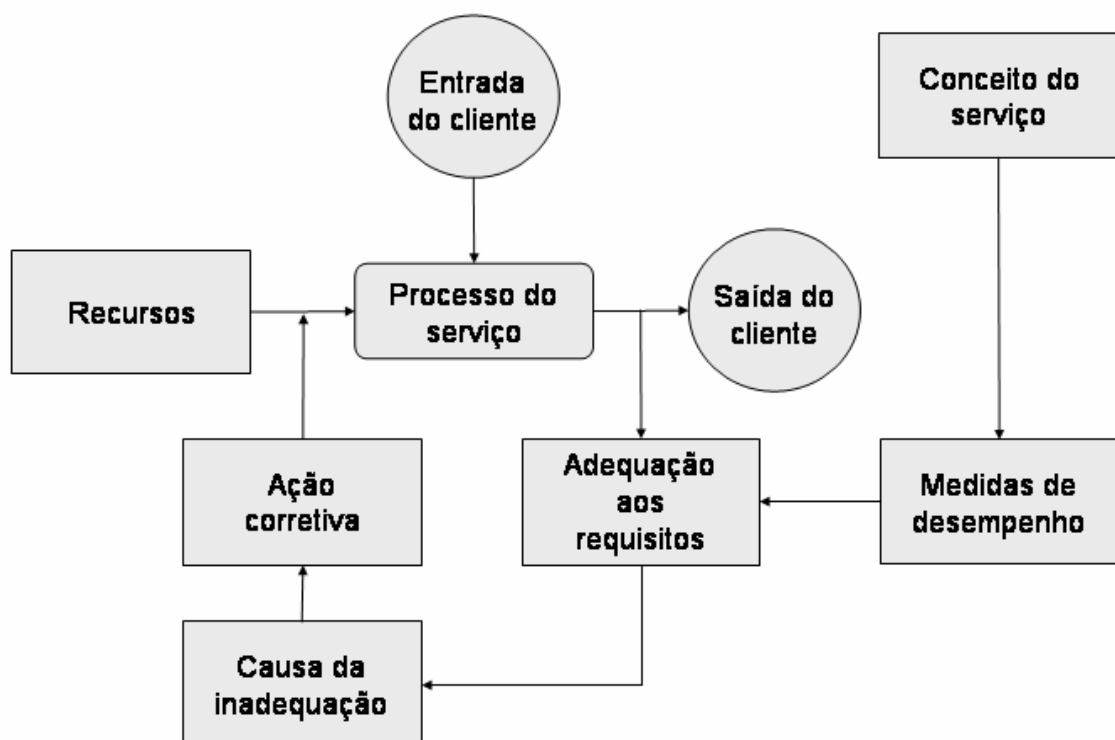 Entrada
do cliente
Conceito do
serviço
Recursos
Processo do
serviço
Saída do
cliente
Ação
corretiva
Adequação
aos
requisitos
Medidas de
desempenho
Causa da
inadequação